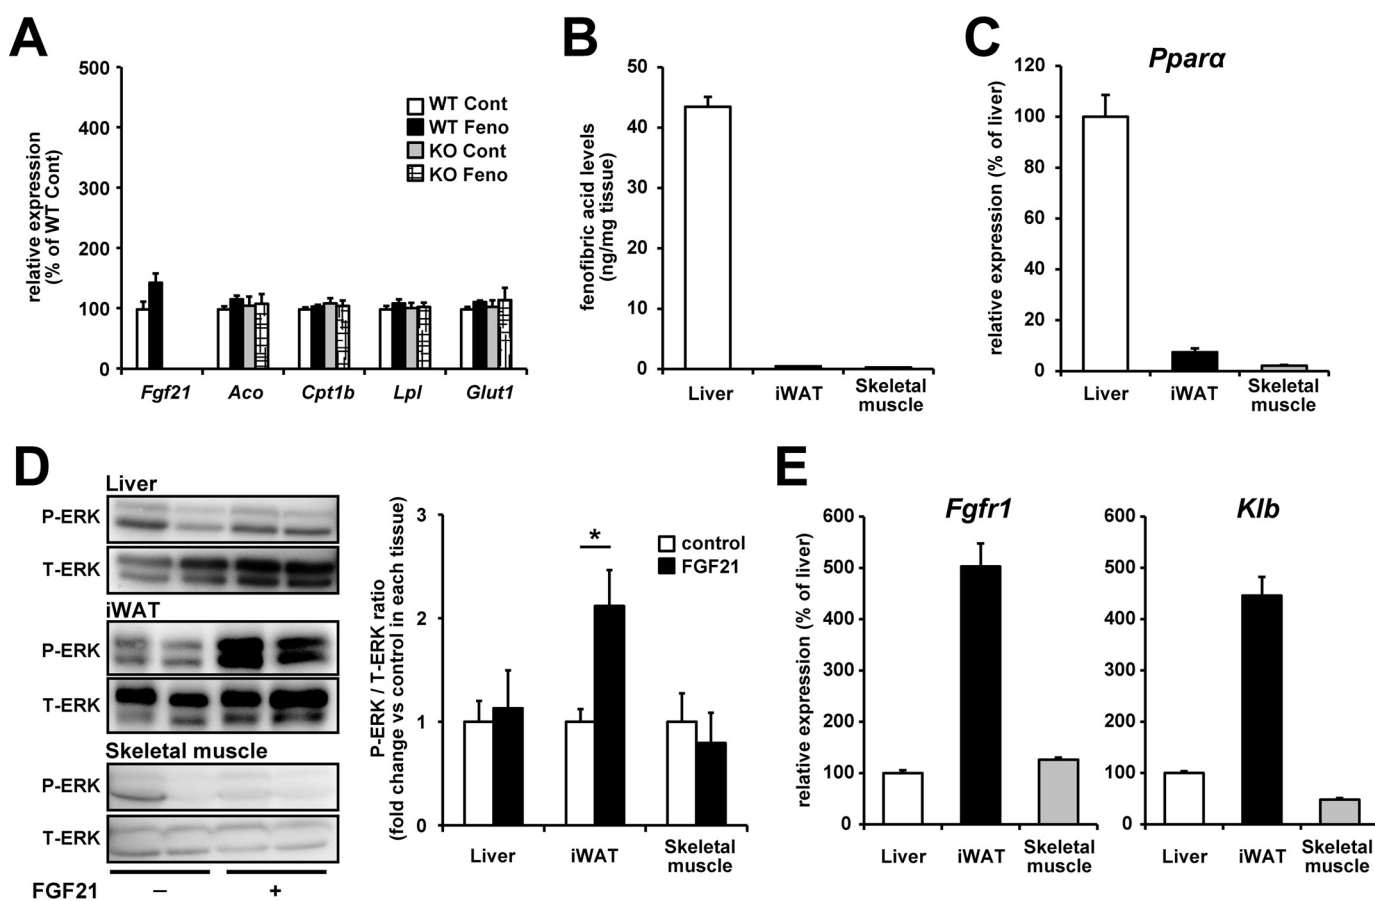 A
relative expression
(% of WT Cont)
500
400
300
200
100
0
WT Cont
WT Feno
KO Cont
KO Feno
Fgf21
Aco
Cpt1b
Lpl
Glut1
B
fenofibric acid levels
(ng/mg tissue)
50
40
30
20
10
0
Liver
iWAT
Skeletal
muscle
C
Pparα
relative expression (% of liver)
120
100
80
60
40
20
0
Liver
iWAT
Skeletal
muscle
D
Liver
P-ERK
T-ERK
iWAT
P-ERK
T-ERK
Skeletal muscle
P-ERK
T-ERK
FGF21
–
+
P-ERK / T-ERK ratio
(fold change vs control in each tissue)
3
2
1
0
*
control
FGF21
Liver
iWAT
Skeletal
muscle
E
Fgfr1
relative expression (% of liver)
600
500
400
300
200
100
0
Liver
iWAT
Skeletal
muscle
Klb
600
500
400
300
200
100
0
Liver
iWAT
Skeletal
muscle